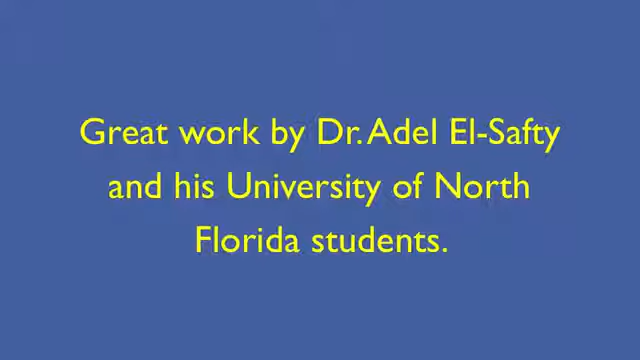 Great work by Dr. Adel El-Safty
and his University of North
Florida students.